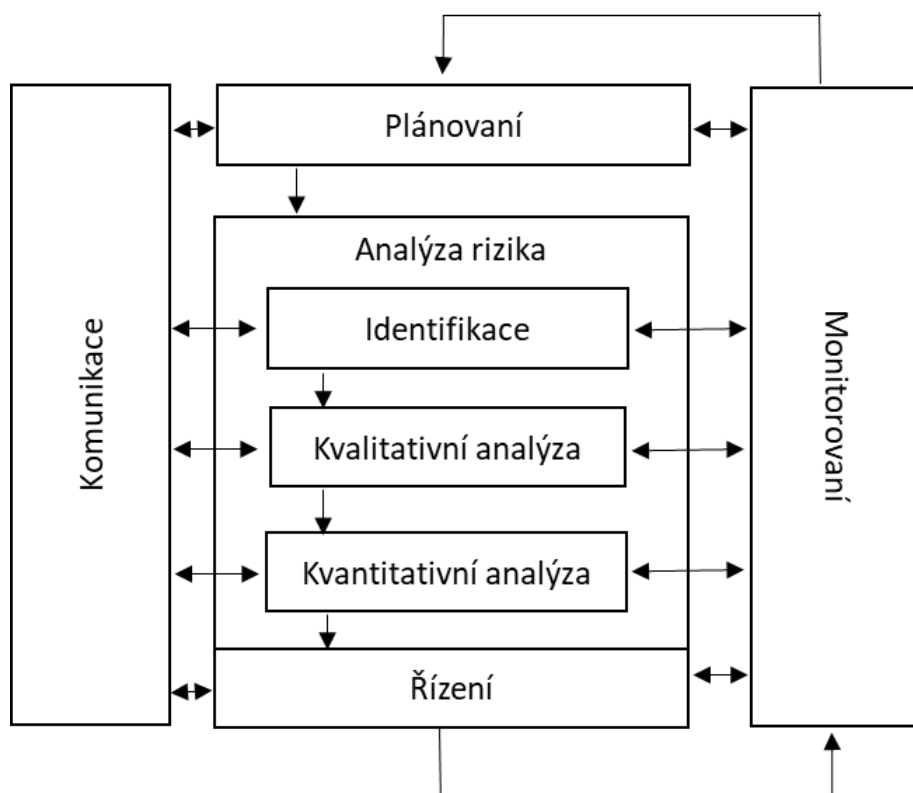 Plánovaní
Analýza rizika
Identifikace
Kvalitativní analýza
Kvantitativní analýza
Řízení
Komunikace
Monitorovaní